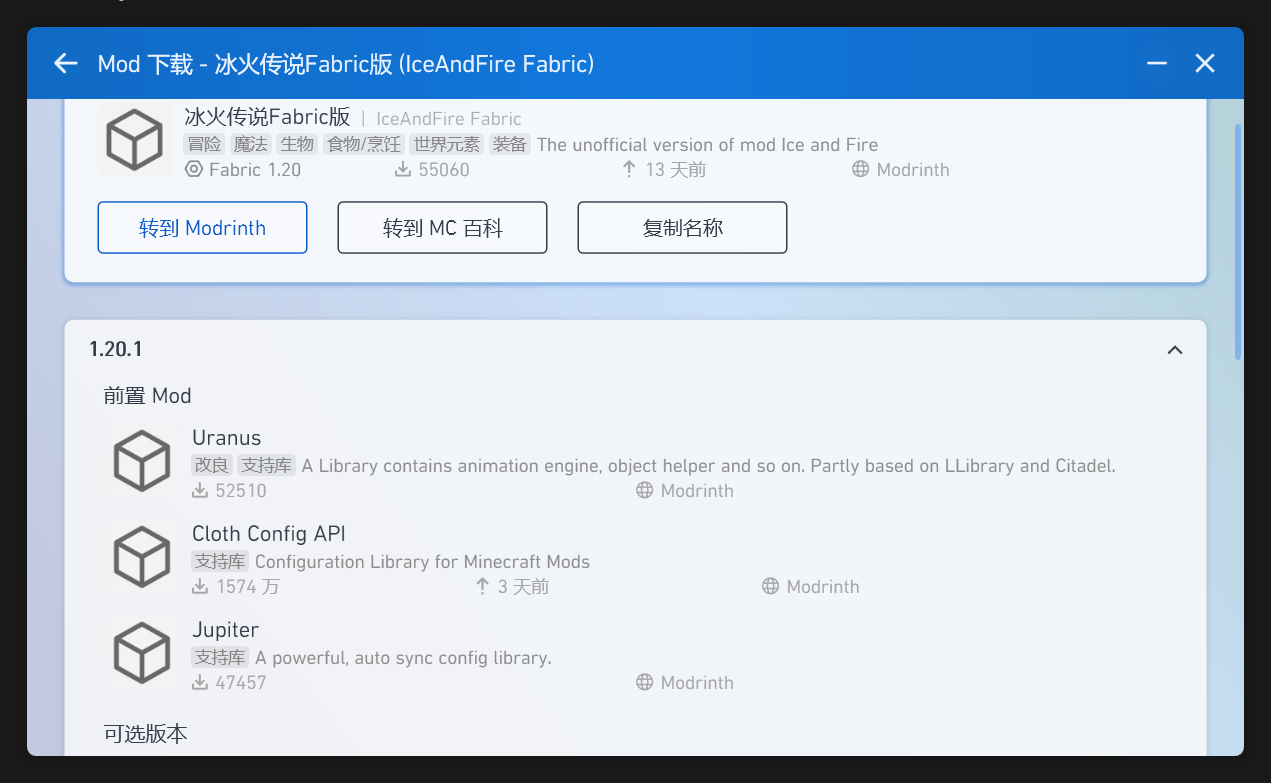 Mod 下载 - 冰火传说Fabric版 (IceAndFire Fabric)
冰火传说Fabric版 | IceAndFire Fabric
冒险 魔法 生物 食物/烹饪 世界元素 装备 The unofficial version of mod Ice and Fire
Fabric 1.20 55060 13 天前 Modrinth
转到 Modrinth 转到 MC 百科 复制名称
1.20.1
前置 Mod
Uranus
改良 支持库 A Library contains animation engine, object helper and so on. Partly based on LLibrary and Citadel.
52510 Modrinth
Cloth Config API
支持库 Configuration Library for Minecraft Mods
1574 万 3 天前 Modrinth
Jupiter
支持库 A powerful, auto sync config library.
47457 Modrinth
可选版本